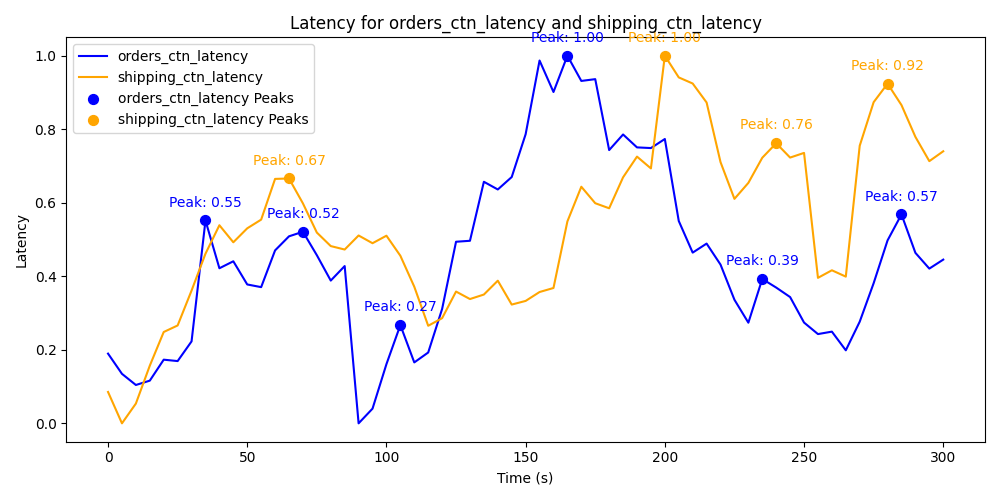 Latency for orders_ctn_latency and shipping_ctn_latency
Peak: 1.00
Peak: 1.00
orders_ctn_latency
shipping_ctn_latency
orders_ctn_latency Peaks
shipping_ctn_latency Peaks
Peak: 0.92
Peak: 0.76
Peak: 0.67
Peak: 0.55
Peak: 0.52
Peak: 0.57
Peak: 0.39
Peak: 0.27
1.0
0.8
0.6
0.4
0.2
0.0
Latency
0
50
100
150
200
250
300
Time (s)